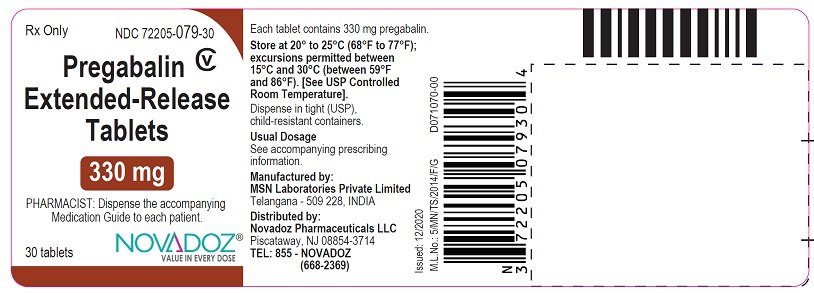 Rx Only
NDC 72205-079-30
Pregabalin CV
Extended-Release
Tablets
330 mg
PHARMACIST: Dispense the accompanying
Medication Guide to each patient.
30 tablets
NOVADOZ®
VALUE IN EVERY DOSE
Each tablet contains 330 mg pregabalin.
Store at 20° to 25°C (68°F to 77°F);
excursions permitted between
15°C and 30°C (between 59°F
and 86°F). [See USP Controlled
Room Temperature].
Dispense in tight (USP),
child-resistant containers.
Usual Dosage
See accompanying prescribing
information.
Manufactured by:
MSN Laboratories Private Limited
Telangana - 509 228, INDIA
Distributed by:
Novadoz Pharmaceuticals LLC
Piscataway, NJ 08854-3714
TEL: 855 - NOVADOZ
(668-2369)
Issued: 12/2020
D071070-00
M.L.No.: 5/MN/TS/2014/F/G
N 3 72205 07930 4